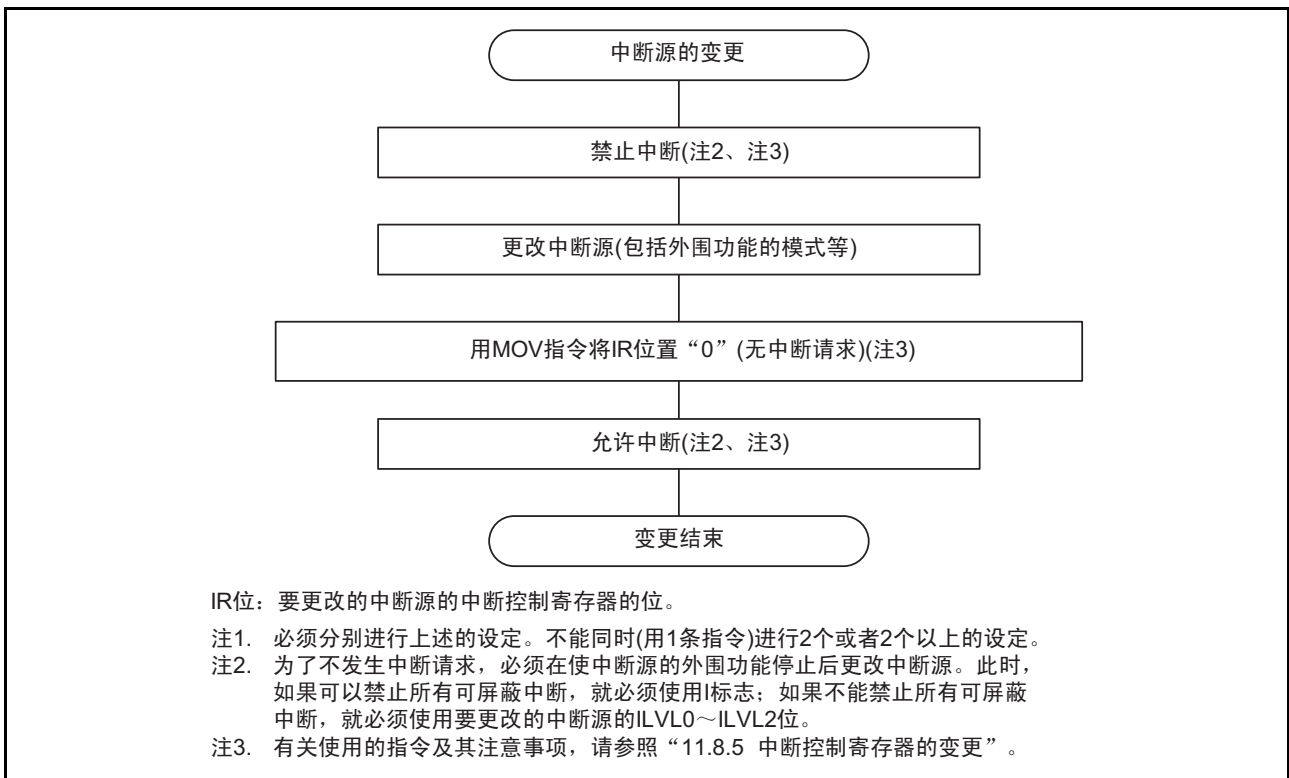 中断源的变更
禁止中断(注2、注3)
更改中断源(包括外围功能的模式等)
用MOV指令将IR位置“0”(无中断请求)(注3)
允许中断(注2、注3)
变更结束
IR位：要更改的中断源的中断控制寄存器的位。
注1. 必须分别进行上述的设定。不能同时(用1条指令)进行2个或者2个以上的设定。
注2. 为了不发生中断请求，必须在使中断源的外围功能停止后更改中断源。此时，
如果可以禁止所有可屏蔽中断，就必须使用I标志；如果不能禁止所有可屏蔽
中断，就必须使用要更改的中断源的ILVL0～ILVL2位。
注3. 有关使用的指令及其注意事项，请参照“11.8.5 中断控制寄存器的变更”。